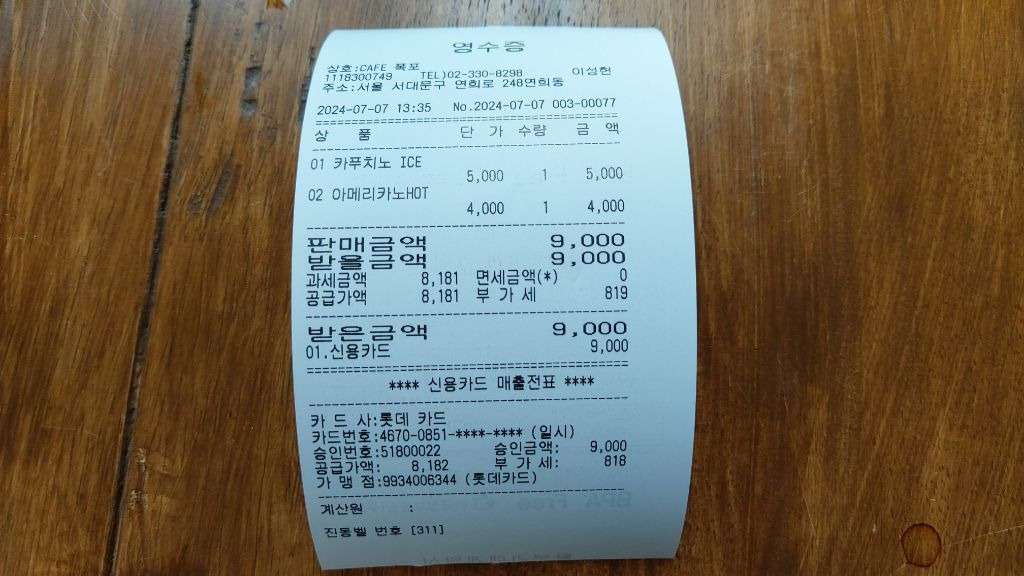 영수증
상호:CAFE 폭포
1118300749 TEL)02-330-8298 이성헌
주소:서울 서대문구 연희로 248연희동
2024-07-07 13:35 No.2024-07-07 003-00077
상 품 단 가 수량 금 액
01 카푸치노 ICE
5,000 1 5,000
02 아메리카노HOT
4,000 1 4,000
판매금액 9,000
받을금액 9,000
과세금액 8,181 면세금액(*) 0
공급가액 8,181 부 가 세 819
받은금액 9,000
01.신용카드 9,000
**** 신용카드 매출전표 ****
카 드 사:롯데 카드
카드번호:4670-0851-****-**** (일시)
승인번호:51800022 승인금액: 9,000
공급가액: 8,182 부 가 세: 818
가 맹 점:9934006344 (롯데카드)
계산원 :
진동벨 번호 [311]